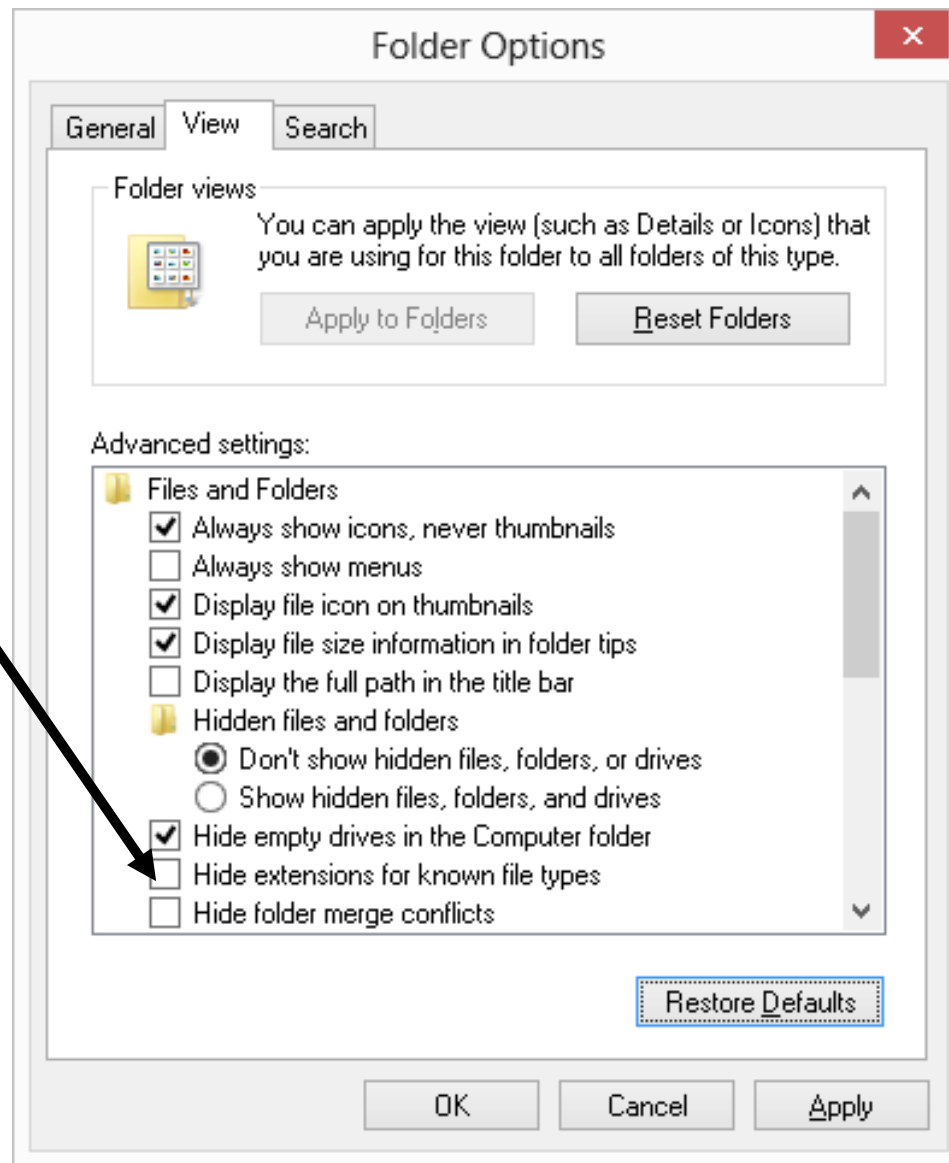 Folder Options
General View Search
Folder views
You can apply the view (such as Details or Icons) that
you are using for this folder to all folders of this type.
Apply to Folders Reset Folders
Advanced settings:
Files and Folders
Always show icons, never thumbnails
Always show menus
Display file icon on thumbnails
Display file size information in folder tips
Display the full path in the title bar
Hidden files and folders
Don't show hidden files, folders, or drives
Show hidden files, folders, and drives
Hide empty drives in the Computer folder
Hide extensions for known file types
Hide folder merge conflicts
Restore Defaults
OK Cancel Apply